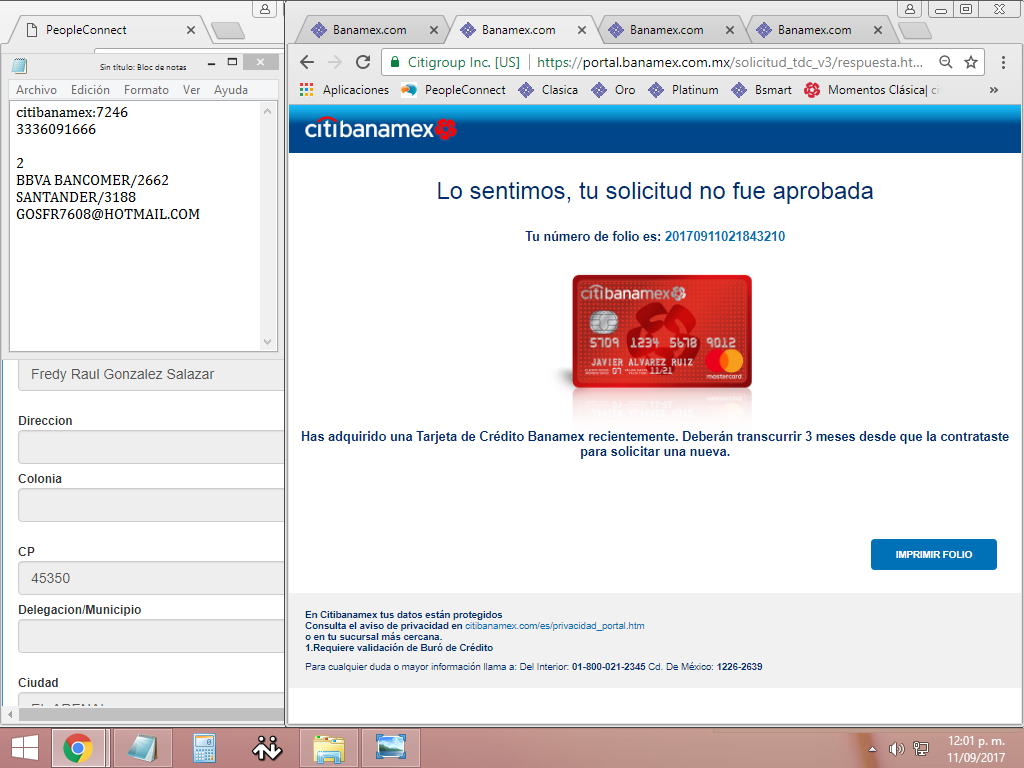 PeopleConnect
Sin título: Bloc de notas
Archivo Edición Formato Ver Ayuda
citibanamex:7246
3336091666
2
BBVA BANCOMER/2662
SANTANDER/3188
GOSFR7608@HOTMAIL.COM
Fredy Raul Gonzalez Salazar
Direccion
Colonia
CP
45350
Delegacion/Municipio
Ciudad
Banamex.com Banamex.com Banamex.com Banamex.com
Citigroup Inc. [US] https://portal.banamex.com.mx/solicitud_tdc_v3/respuesta.ht...
Aplicaciones PeopleConnect Clasica Oro Platinum Bsmart Momentos Clásica| ci »
citibanamex
Lo sentimos, tu solicitud no fue aprobada
Tu número de folio es: 20170911021843210
citibanamex
5709 1234 5678 9012
07 11/21
JAVIER ALVAREZ RUIZ
mastercard
Has adquirido una Tarjeta de Crédito Banamex recientemente. Deberán transcurrir 3 meses desde que la contrataste
para solicitar una nueva.
IMPRIMIR FOLIO
En Citibanamex tus datos están protegidos
Consulta el aviso de privacidad en citibanamex.com/es/privacidad_portal.htm
o en tu sucursal más cercana.
1.Requiere validación de Buró de Crédito
Para cualquier duda o mayor información llama a: Del Interior: 01-800-021-2345 Cd. De México: 1226-2639
12:01 p. m.
11/09/2017